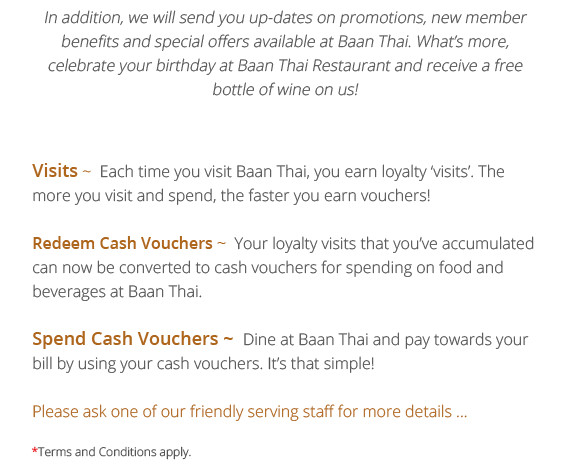 In addition, we will send you up-dates on promotions, new member
benefits and special offers available at Baan Thai. What’s more,
celebrate your birthday at Baan Thai Restaurant and receive a free
bottle of wine on us!
Visits ~ Each time you visit Baan Thai, you earn loyalty ‘visits’. The
more you visit and spend, the faster you earn vouchers!
Redeem Cash Vouchers ~ Your loyalty visits that you’ve accumulated
can now be converted to cash vouchers for spending on food and
beverages at Baan Thai.
Spend Cash Vouchers ~ Dine at Baan Thai and pay towards your
bill by using your cash vouchers. It’s that simple!
Please ask one of our friendly serving staff for more details ...
*Terms and Conditions apply.